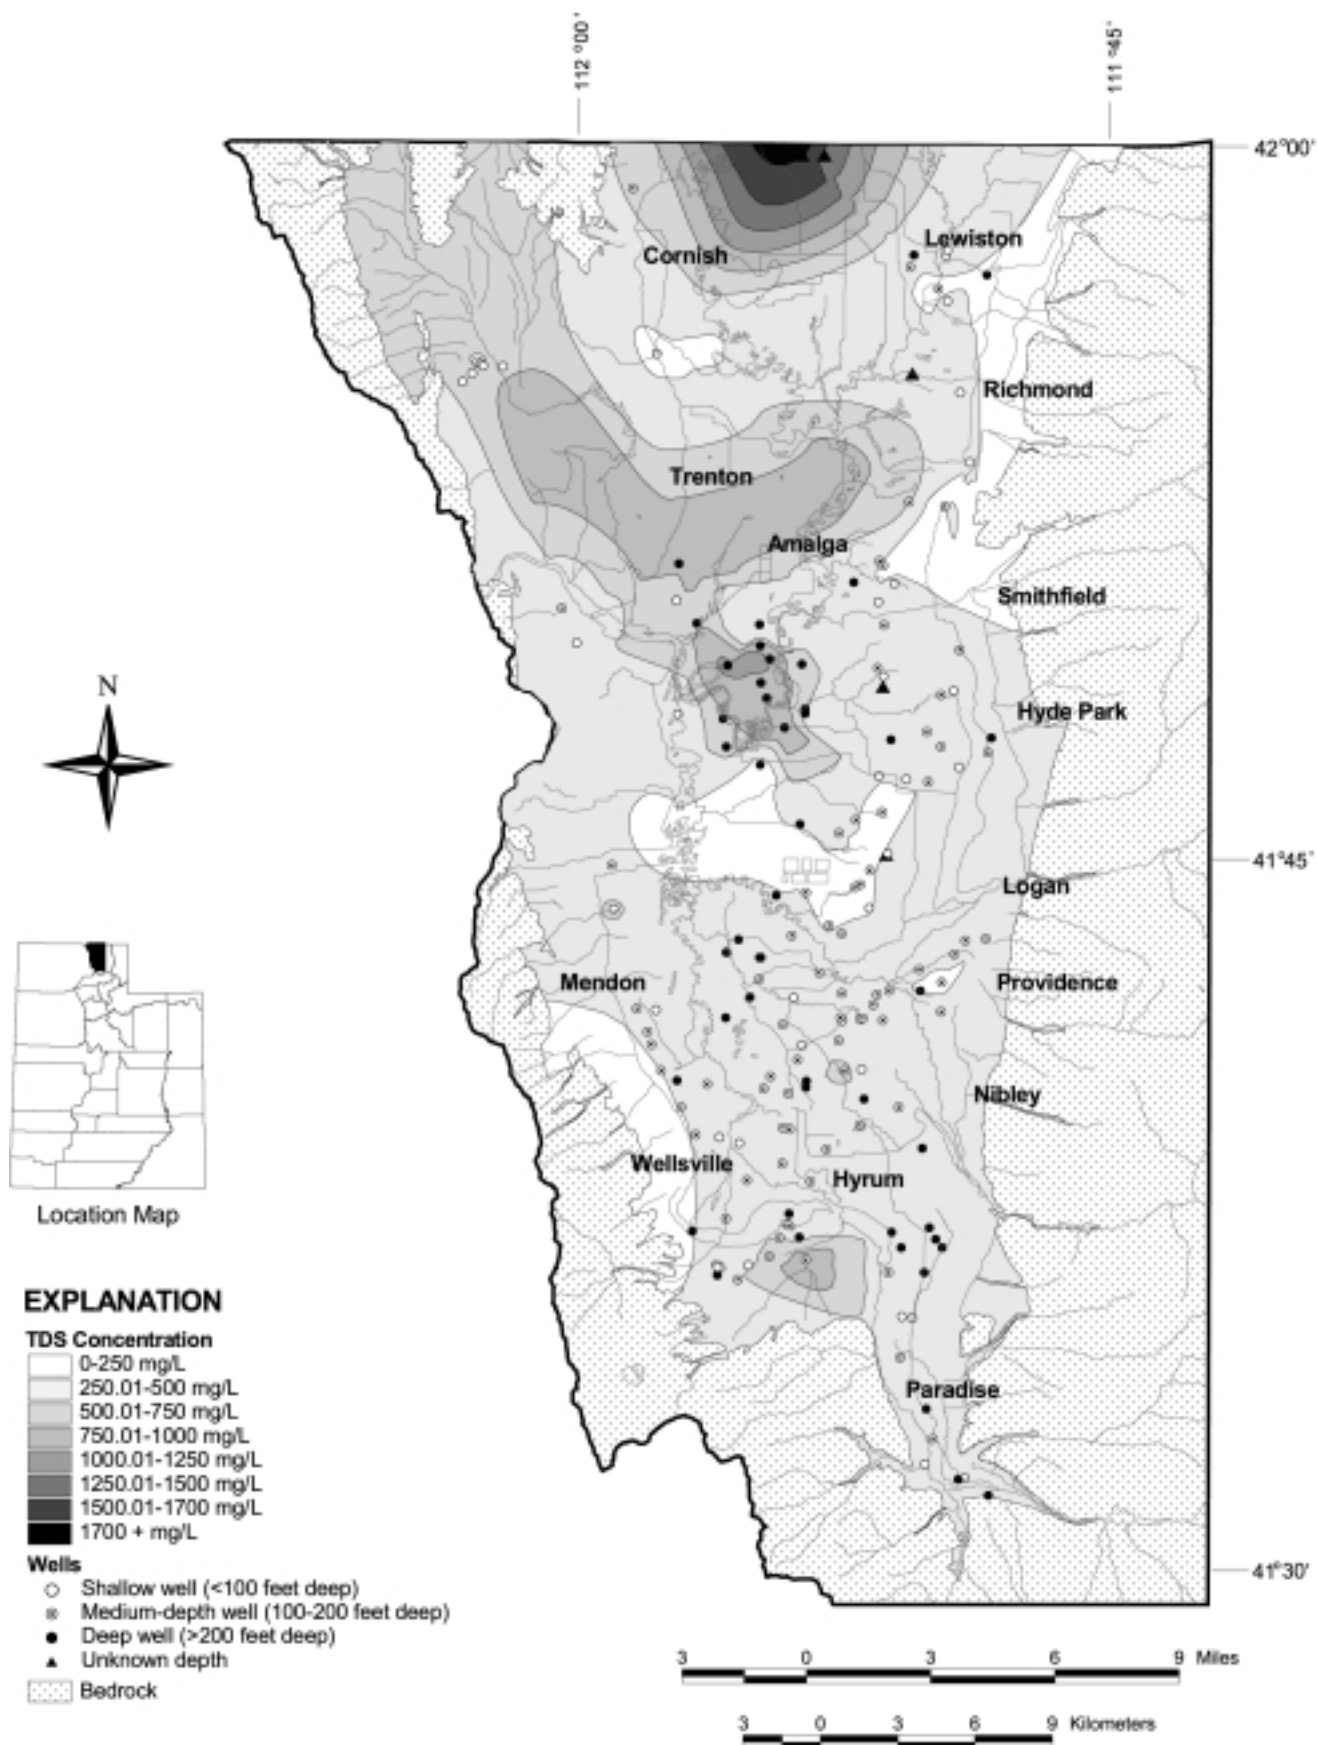 112 °00'
111 °45'
42°00'
Lewiston
Cornish
Richmond
Trenton
Amalga
Smithfield
N
Hyde Park
41°45'
Logan
Mendon
Providence
Nibley
Wellsville
Hyrum
Location Map
EXPLANATION
TDS Concentration
0-250 mg/L
250.01-500 mg/L
500.01-750 mg/L
750.01-1000 mg/L
1000.01-1250 mg/L
1250.01-1500 mg/L
1500.01-1700 mg/L
1700 + mg/L
Paradise
Wells
Shallow well (<100 feet deep)
Medium-depth well (100-200 feet deep)
Deep well (>200 feet deep)
Unknown depth
Bedrock
41°30'
3 0 3 6 9 Miles
3 0 3 6 9 Kilometers